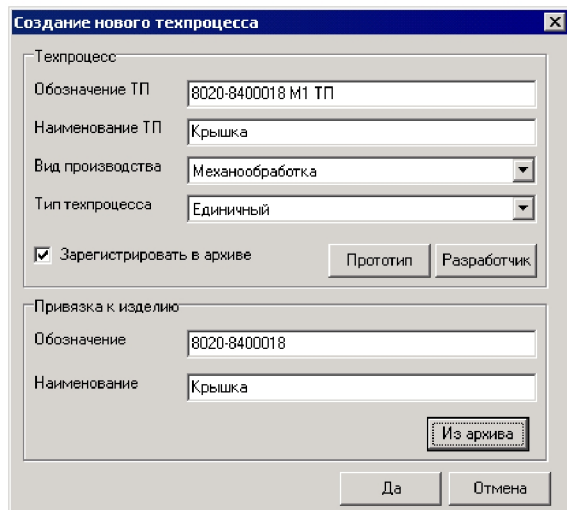 Создание нового техпроцесса
Техпроцесс
Обозначение ТП 8020-8400018 М1 ТП
Наименование ТП Крышка
Вид производства Механообработка
Тип техпроцесса Единичный
Зарегистрировать в архиве Прототип Разработчик
Привязка к изделию
Обозначение 8020-8400018
Наименование Крышка
Из архива
Да Отмена